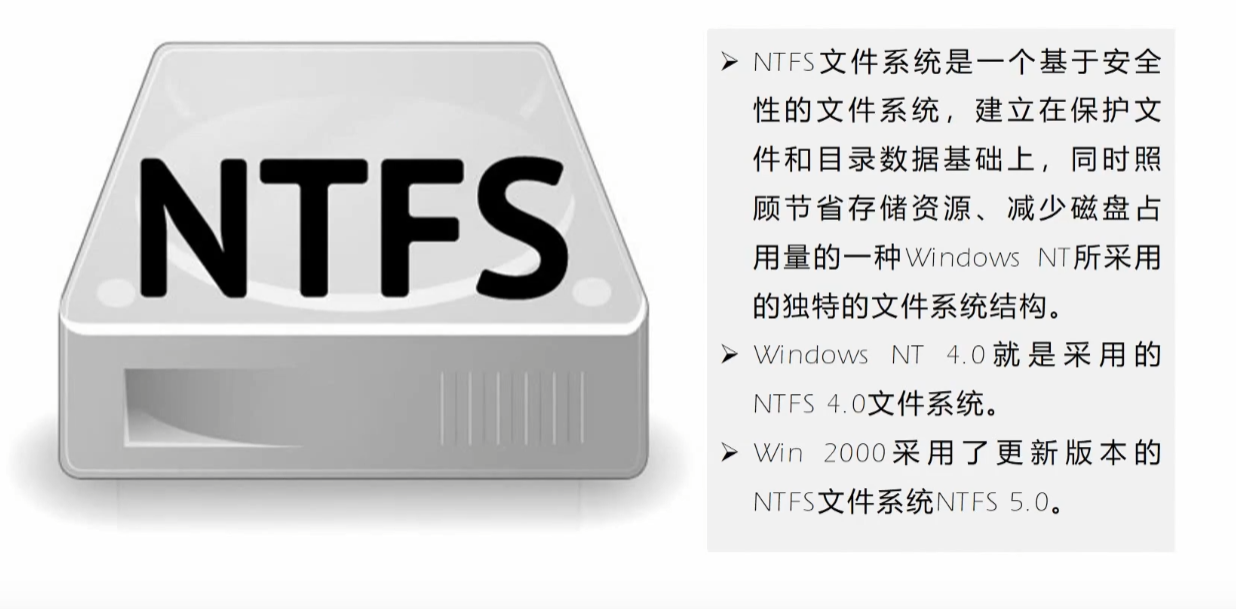 NTFS
NTFS文件系统是一个基于安全
性的文件系统，建立在保护文
件和目录数据基础上，同时照
顾节省存储资源、减少磁盘占
用量的一种Windows NT所采用
的独特的文件系统结构。
Windows NT 4.0就是采用的
NTFS 4.0文件系统。
Win 2000采用了更新版本的
NTFS文件系统NTFS 5.0。